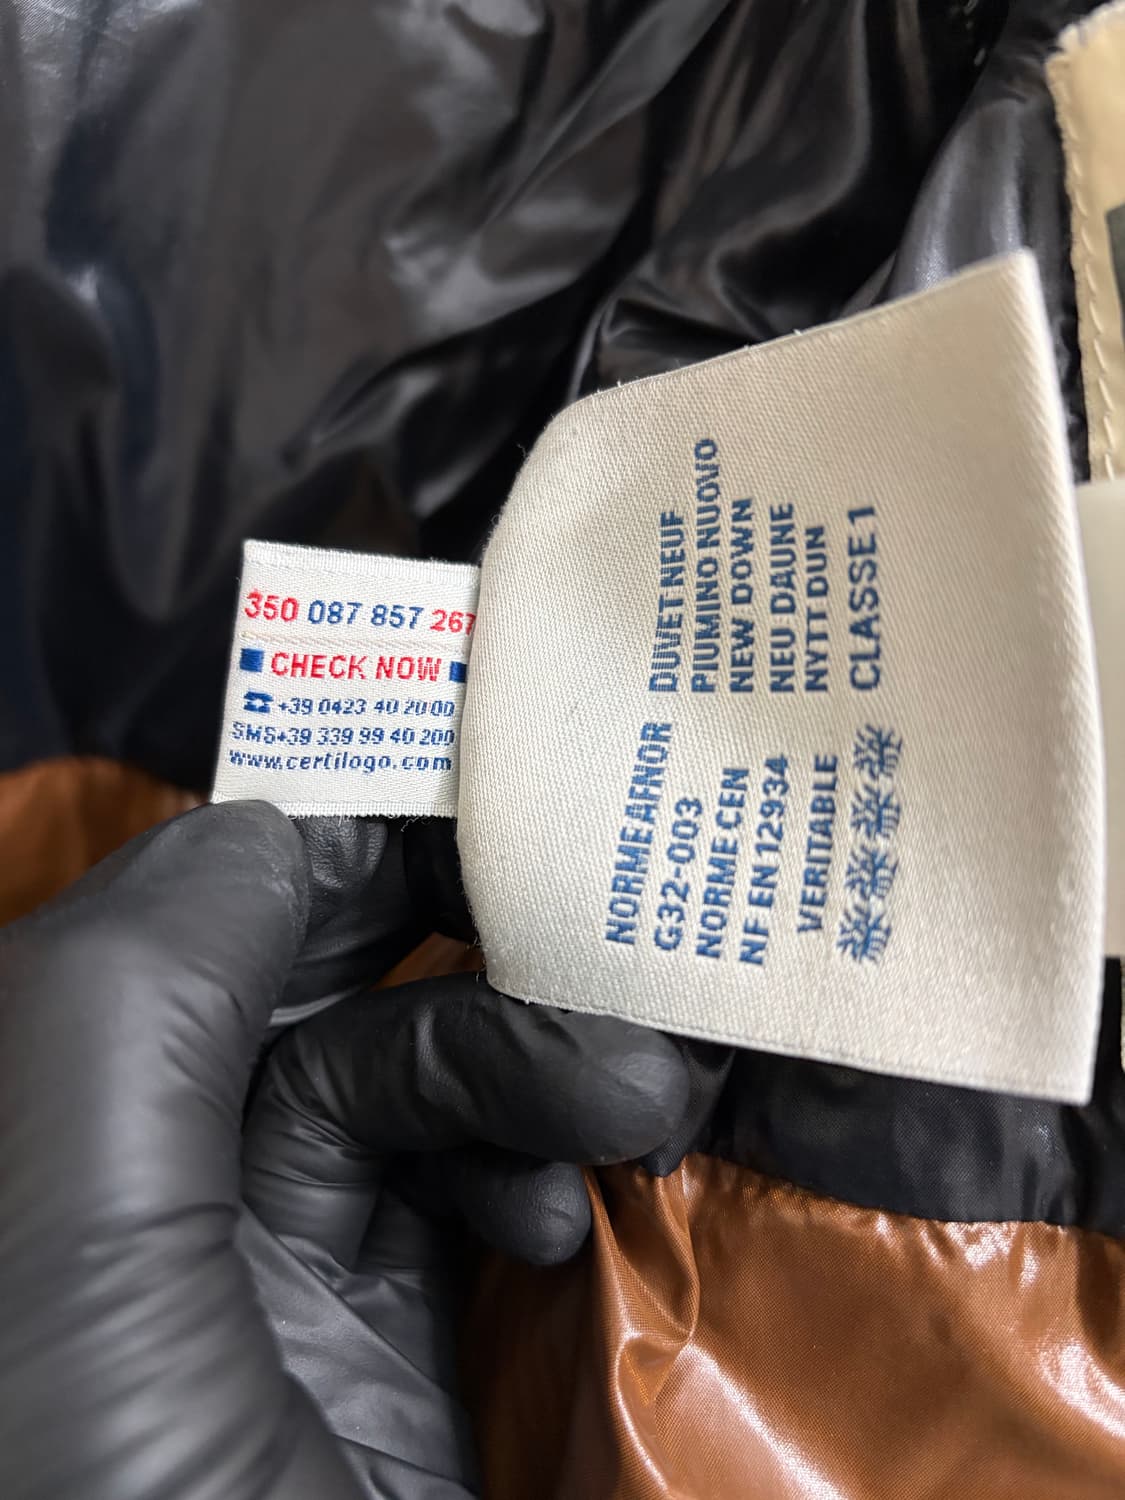 350 087 857 267
CHECK NOW
+39 0423 40 2000
SMS+39 339 99 40 200
www.certilogo.com
NORME AFNOR
G32-003
NORME CEN
NF EN 12934
VERITABLE
DUVET NEUF
PIUMINO NUOVO
NEW DOWN
NEU DAUNE
NYTT DUN
CLASSE 1